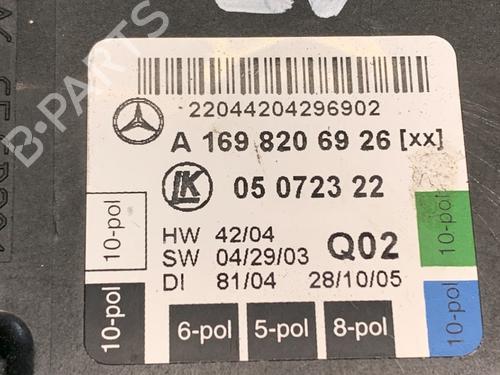 22044204296902
A 169 820 69 26 [xx]
LK
05 0723 22
HW 42/04
SW 04/29/03 Q02
DI 81/04 28/10/05
10-pol
10-pol
10-pol
10-pol
6-pol 5-pol 8-pol
B-PARTS